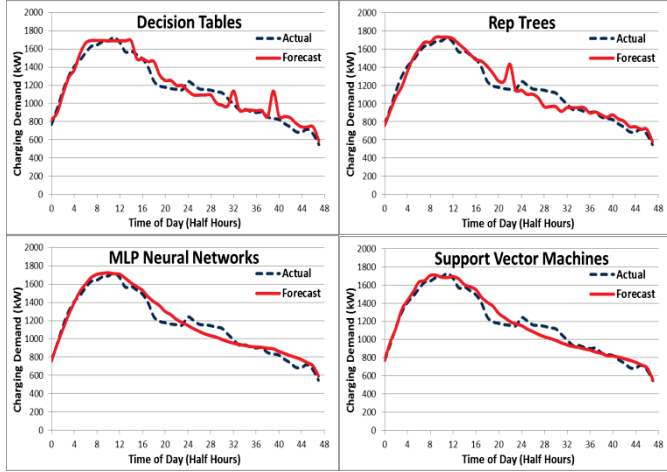 Decision Tables
Actual
Forecast
Charging Demand (kW)
2000
1800
1600
1400
1200
1000
800
600
400
200
0
0 4 8 12 16 20 24 28 32 36 40 44 48
Time of Day (Half Hours)
Rep Trees
Actual
Forecast
Charging Demand (kW)
2000
1800
1600
1400
1200
1000
800
600
400
200
0
0 4 8 12 16 20 24 28 32 36 40 44 48
Time of Day (Half Hours)
MLP Neural Networks
Actual
Forecast
Charging Demand (kW)
2000
1800
1600
1400
1200
1000
800
600
400
200
0
0 4 8 12 16 20 24 28 32 36 40 44 48
Time of Day (Half Hours)
Support Vector Machines
Actual
Forecast
Charging Demand (kW)
2000
1800
1600
1400
1200
1000
800
600
400
200
0
0 4 8 12 16 20 24 28 32 36 40 44 48
Time of Day (Half Hours)